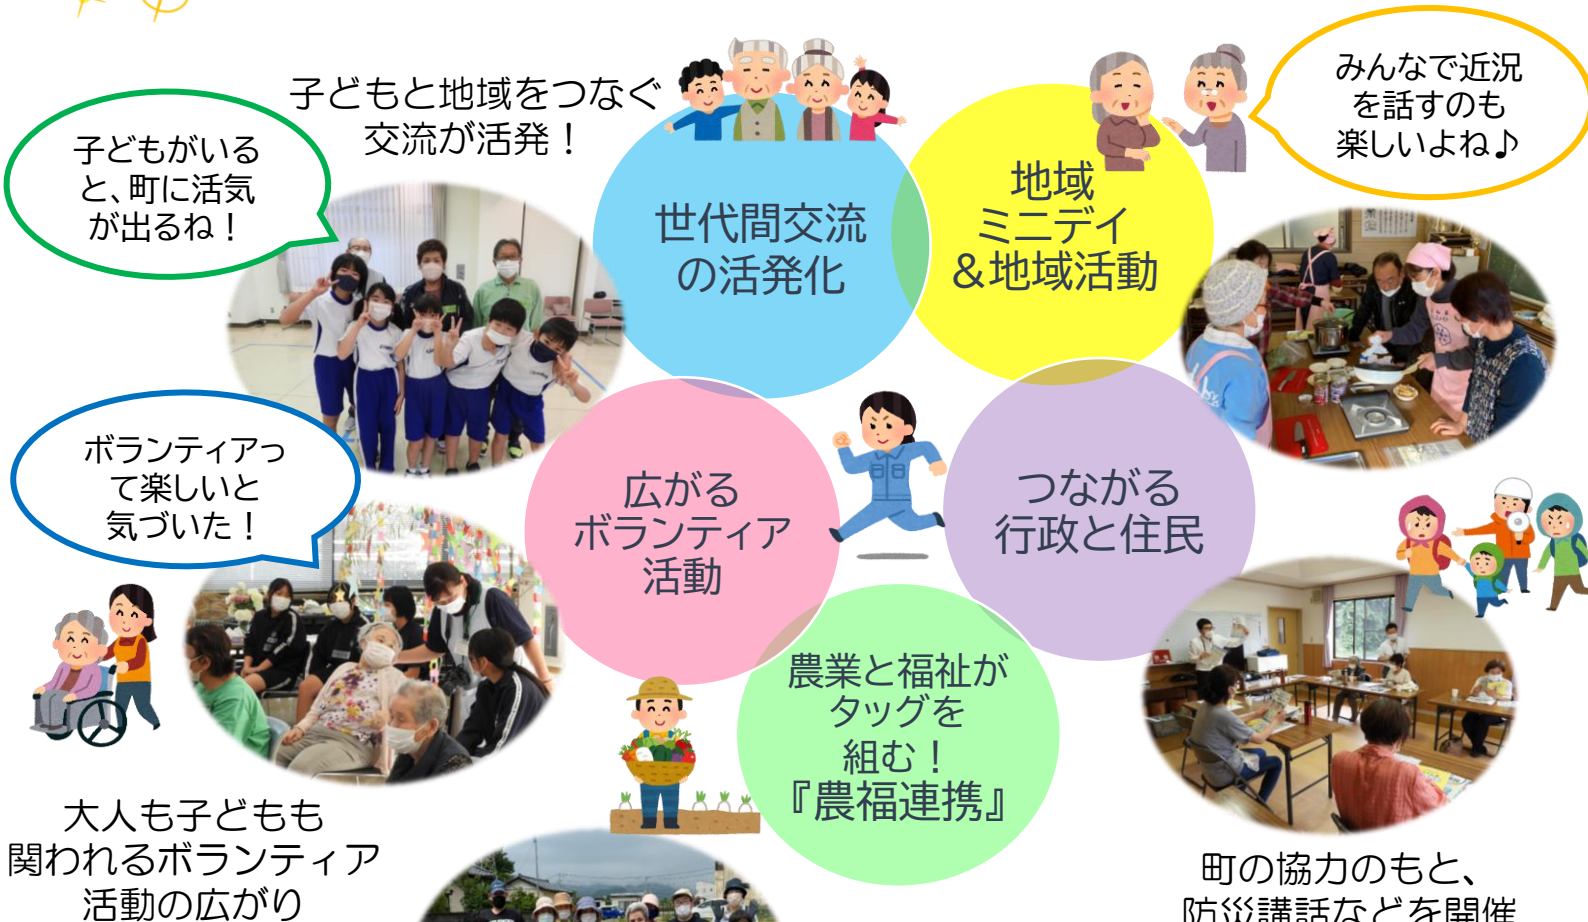 子どもと地域をつなぐ
交流が活発！
子どもがいる
と、町に活気
が出るね！
みんなで近況
を話すのも
楽しいよね♪
世代間交流
の活発化
地域
ミニデイ
＆地域活動
ボランティアっ
て楽しいと
気づいた！
広がる
ボランティア
活動
つながる
行政と住民
農業と福祉が
タッグを
組む！
『農福連携』
大人も子どもも
関われるボランティア
活動の広がり
町の協力のもと、
防災講話などを開催